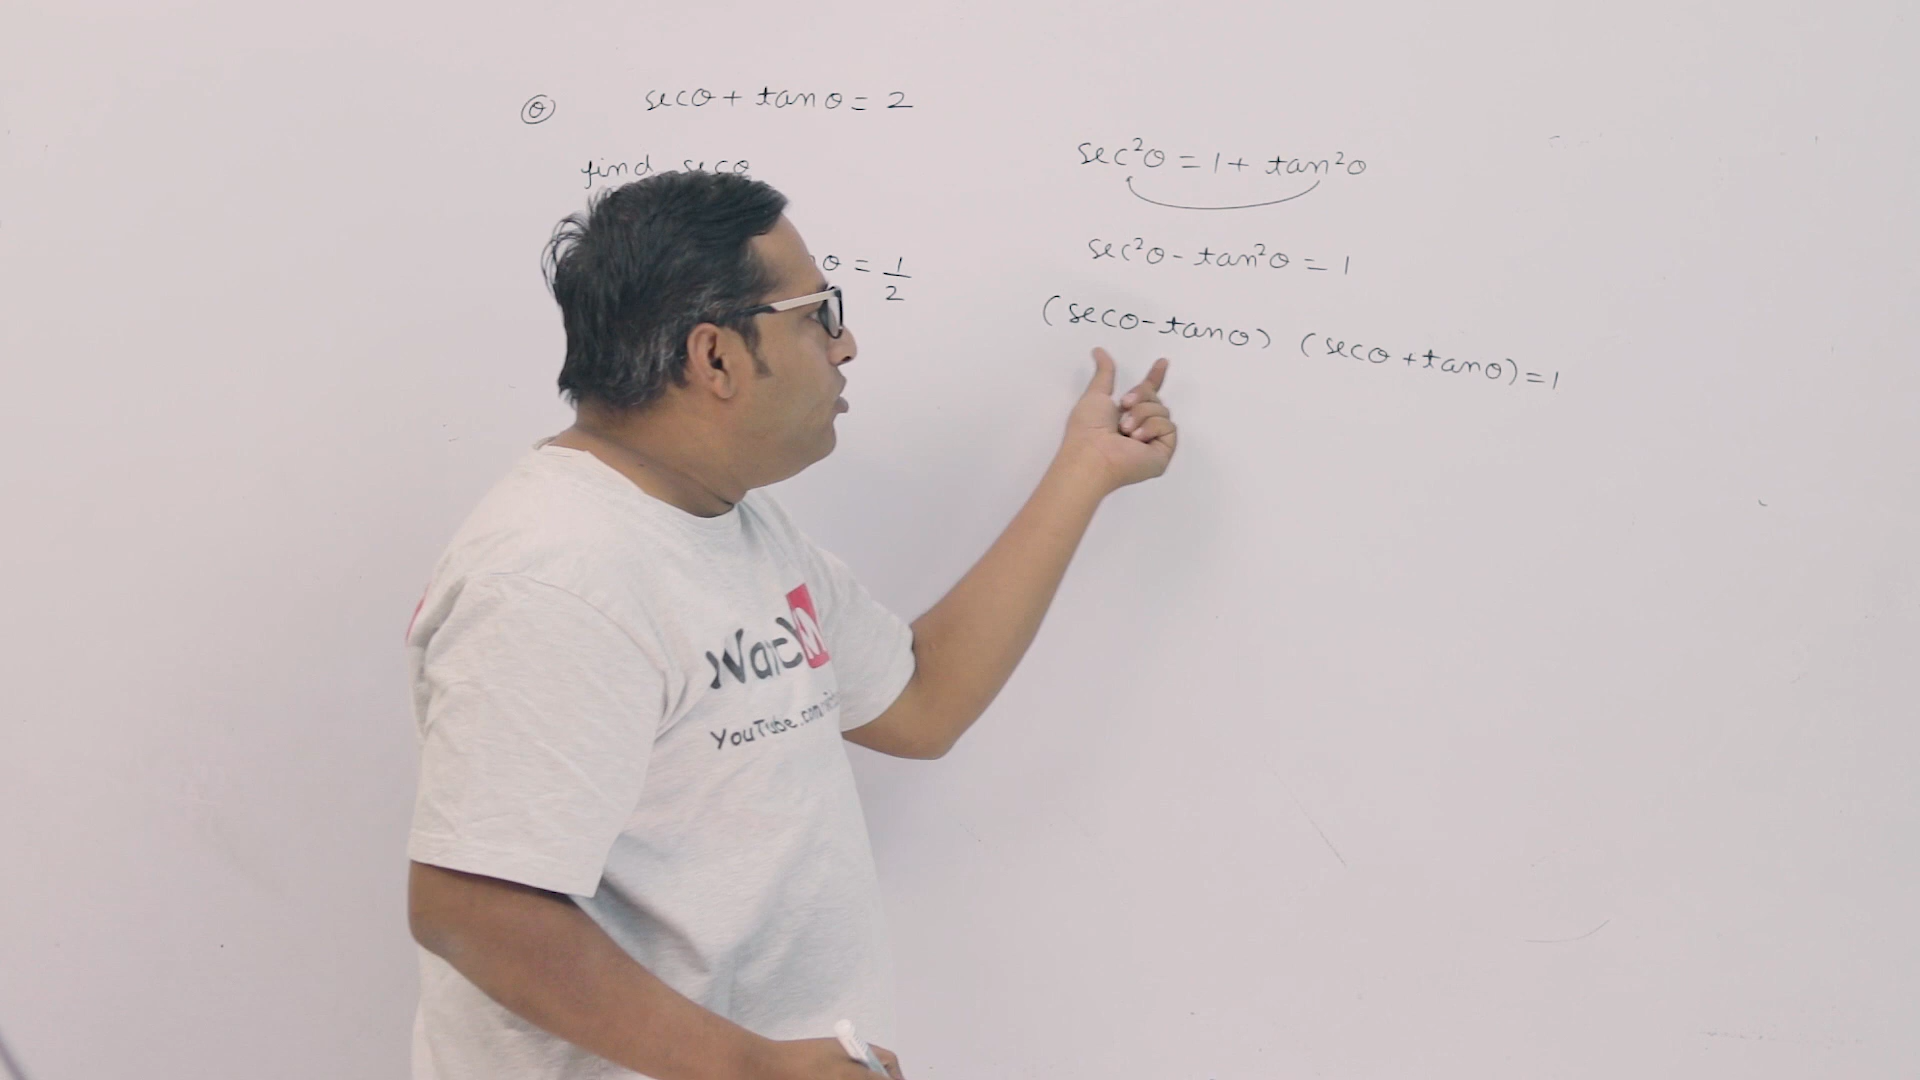 θ secθ + tanθ = 2
find secθ
θ = 1/2
sec²θ = 1 + tan²θ
sec²θ - tan²θ = 1
(secθ - tanθ) (secθ + tanθ) = 1
M
YouTube.com